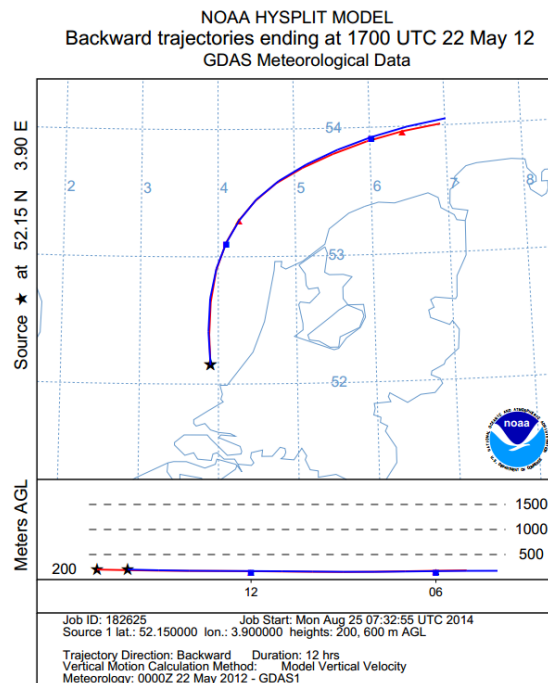 NOAA HYSPLIT MODEL
Backward trajectories ending at 1700 UTC 22 May 12
GDAS Meteorological Data
Source ★ at 52.15 N 3.90 E
54
2 3 4 5 6 7 8
53
52
noaa
Meters AGL
1500
1000
500
200
12 06
Job ID: 182625 Job Start: Mon Aug 25 07:32:55 UTC 2014
Source 1 lat.: 52.150000 lon.: 3.900000 heights: 200, 600 m AGL
Trajectory Direction: Backward Duration: 12 hrs
Vertical Motion Calculation Method: Model Vertical Velocity
Meteorology: 0000Z 22 May 2012 - GDAS1